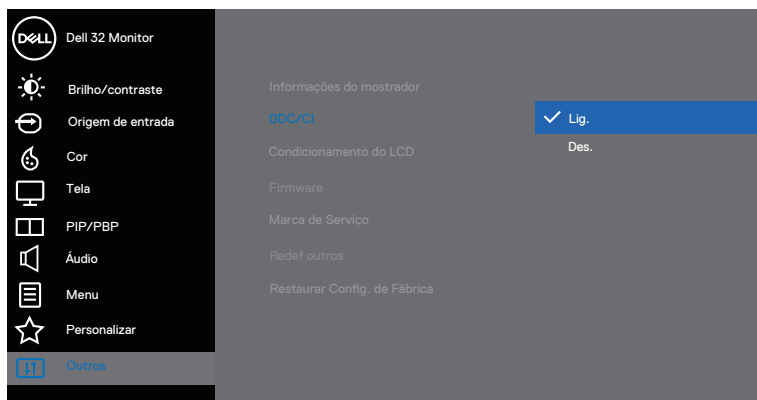 DELL
Dell 32 Monitor
Brilho/contraste
Origem de entrada
Cor
Tela
PIP/PBP
Áudio
Menu
Personalizar
Outros
Informações do mostrador
DDC/CI
Condicionamento do LCD
Firmware
Marca de Serviço
Redef outros
Restaurar Config. de Fábrica
Lig.
Des.